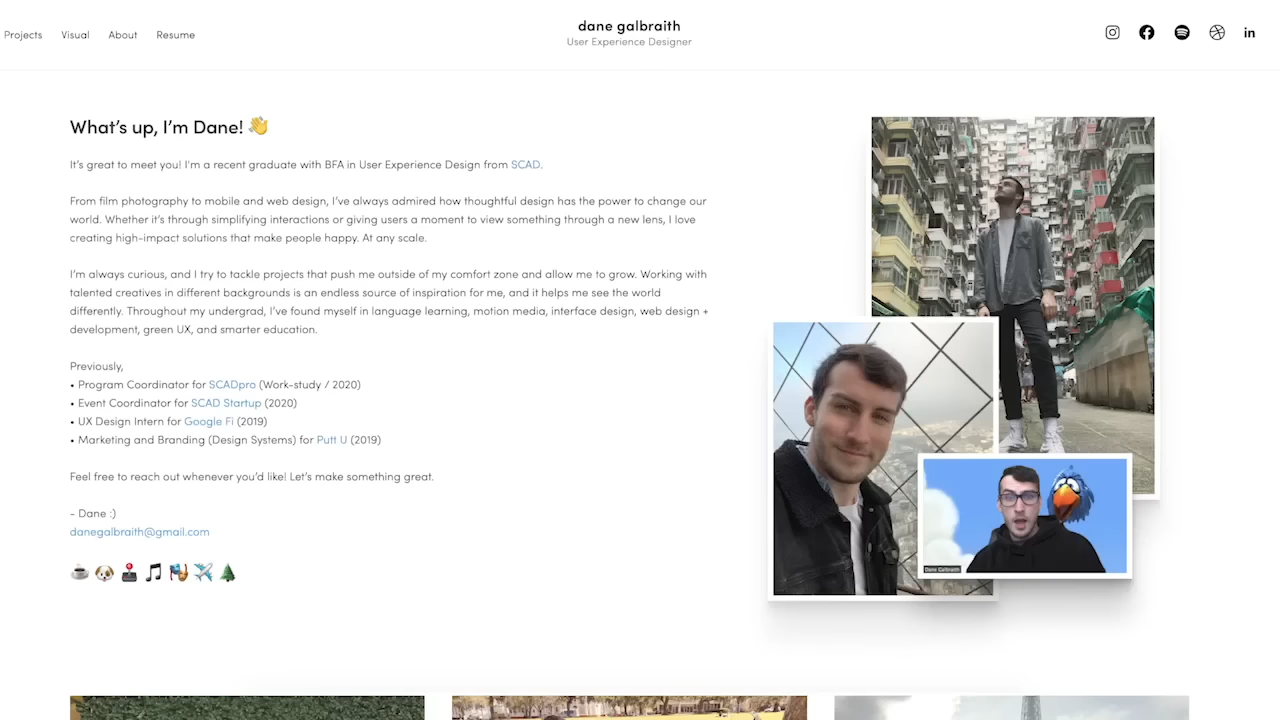 Projects Visual About Resume
dane galbraith
User Experience Designer
in
What's up, I'm Dane! 👋
It's great to meet you! I'm a recent graduate with BFA in User Experience Design from SCAD.
From film photography to mobile and web design, I've always admired how thoughtful design has the power to change our
world. Whether it's through simplifying interactions or giving users a moment to view something through a new lens, I love
creating high-impact solutions that make people happy. At any scale.
I'm always curious, and I try to tackle projects that push me outside of my comfort zone and allow me to grow. Working with
talented creatives in different backgrounds is an endless source of inspiration for me, and it helps me see the world
differently. Throughout my undergrad, I've found myself in language learning, motion media, interface design, web design +
development, green UX, and smarter education.
Previously,
• Program Coordinator for SCADpro (Work-study / 2020)
• Event Coordinator for SCAD Startup (2020)
• UX Design Intern for Google Fi (2019)
• Marketing and Branding (Design Systems) for Putt U (2019)
Feel free to reach out whenever you'd like! Let's make something great.
- Dane :)
danegalbraith@gmail.com
Dane Galbraith